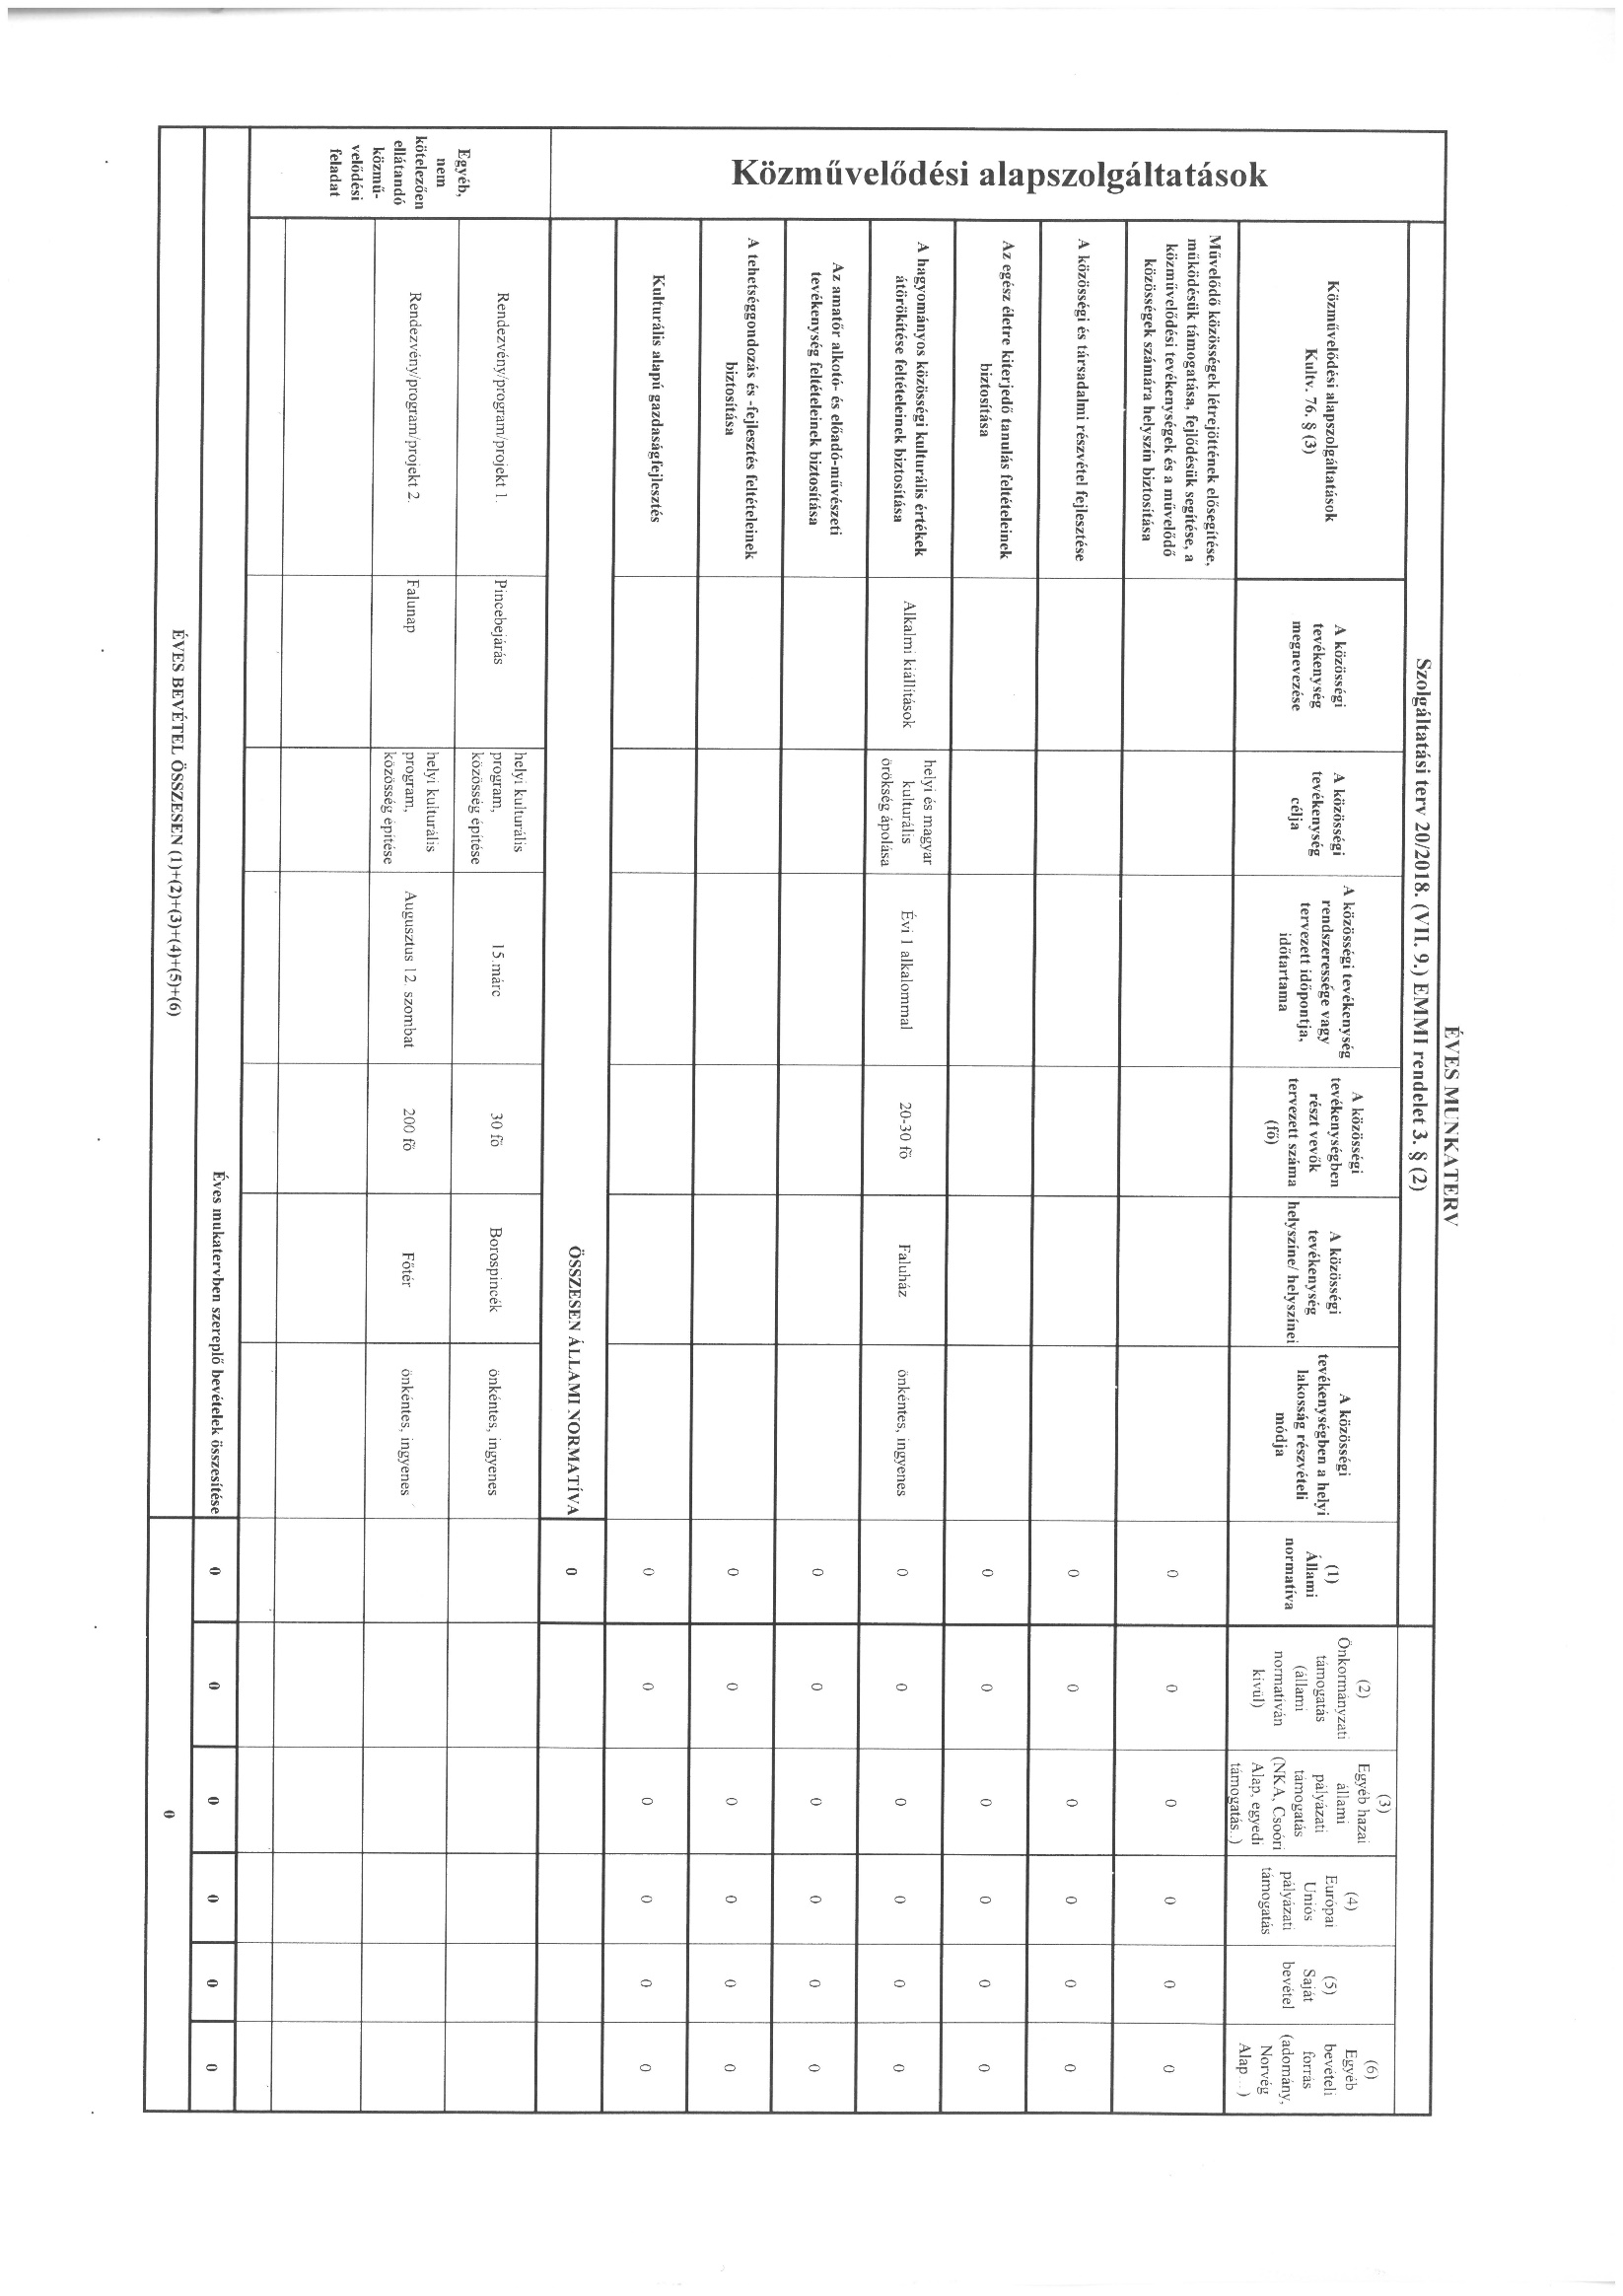 ÉVES MUNKATERV
Szolgáltatási terv 20/2018. (VII. 9.) EMMI rendelet 3. § (2)
Közművelődési alapszolgáltatások
Közművelődési alapszolgáltatások
Kultv. 76. § (3)
A közösségi
tevékenység
megnevezése
A közösségi
tevékenység
célja
A közösségi tevékenység
rendszeressége vagy
tervezett időpontja,
időtartama
A közösségi
tevékenységben
részt vevők
tervezett száma
(fő)
A közösségi
tevékenység
helyszíne/ helyszínei
A közösségi
tevékenységben a helyi
lakosság részvételi
módja
(1)
Állami
normatíva
(2)
Önkormányzati
támogatás
(állami
normatíván
kívül)
(3)
Egyéb hazai
állami
pályázati
támogatás
(NKA, Csoóri
Alap, egyedi
támogatás..)
(4)
Európai
Uniós
pályázati
támogatás
(5)
Saját
bevétel
(6)
Egyéb
bevételi
forrás
(adomány,
Norvég
Alap...)
Művelődő közösségek létrejöttének elősegítése,
működésük támogatása, fejlődésük segítése, a
közművelődési tevékenységek és a művelődő
közösségek számára helyszín biztosítása
0 0 0 0 0 0
A közösségi és társadalmi részvétel fejlesztése
0 0 0 0 0 0
Az egész életre kiterjedő tanulás feltételeinek
biztosítása
0 0 0 0 0 0
A hagyományos közösségi kulturális értékek
átörökítése feltételeinek biztosítása
Alkalmi kiállítások
helyi és magyar
kulturális
örökség ápolása
Évi 1 alkalommal
20-30 fő
Faluház
önkéntes, ingyenes
0 0 0 0 0 0
Az amatőr alkotó- és előadó-művészeti
tevékenység feltételeinek biztosítása
0 0 0 0 0 0
A tehetséggondozás és -fejlesztés feltételeinek
biztosítása
0 0 0 0 0 0
Kulturális alapú gazdaságfejlesztés
0 0 0 0 0 0
ÖSSZESEN ÁLLAMI NORMATÍVA
0
Egyéb,
nem
kötelezően
ellátandó
közmű-
velődési
feladat
Rendezvény/program/projekt 1.
Pincebejárás
helyi kulturális
program,
közösség építése
15.márc
30 fő
Borospincék
önkéntes, ingyenes
Rendezvény/program/projekt 2.
Falunap
helyi kulturális
program,
közösség építése
Augusztus 12. szombat
200 fő
Főtér
önkéntes, ingyenes
Éves mukatervben szereplő bevételek összesítése
0 0 0 0 0 0
ÉVES BEVÉTEL ÖSSZESEN (1)+(2)+(3)+(4)+(5)+(6)
0